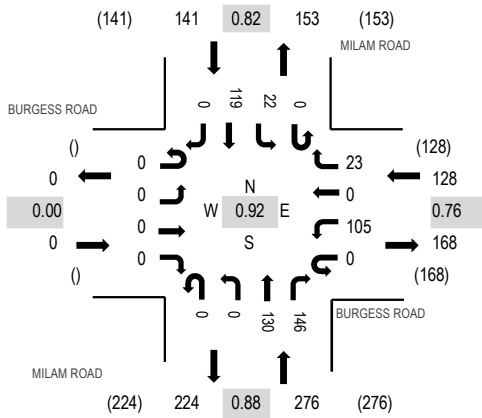 (141) 141 0.82 153 (153)
MILAM ROAD
0 119 22 0
BURGESS ROAD
() 0 23 (128)
0 0 N 0 128
0.00 0 W 0.92 E 105 0.76
0 0 S 0 168
() (168)
0 0 130 146
BURGESS ROAD
MILAM ROAD
(224) 224 0.88 276 (276)